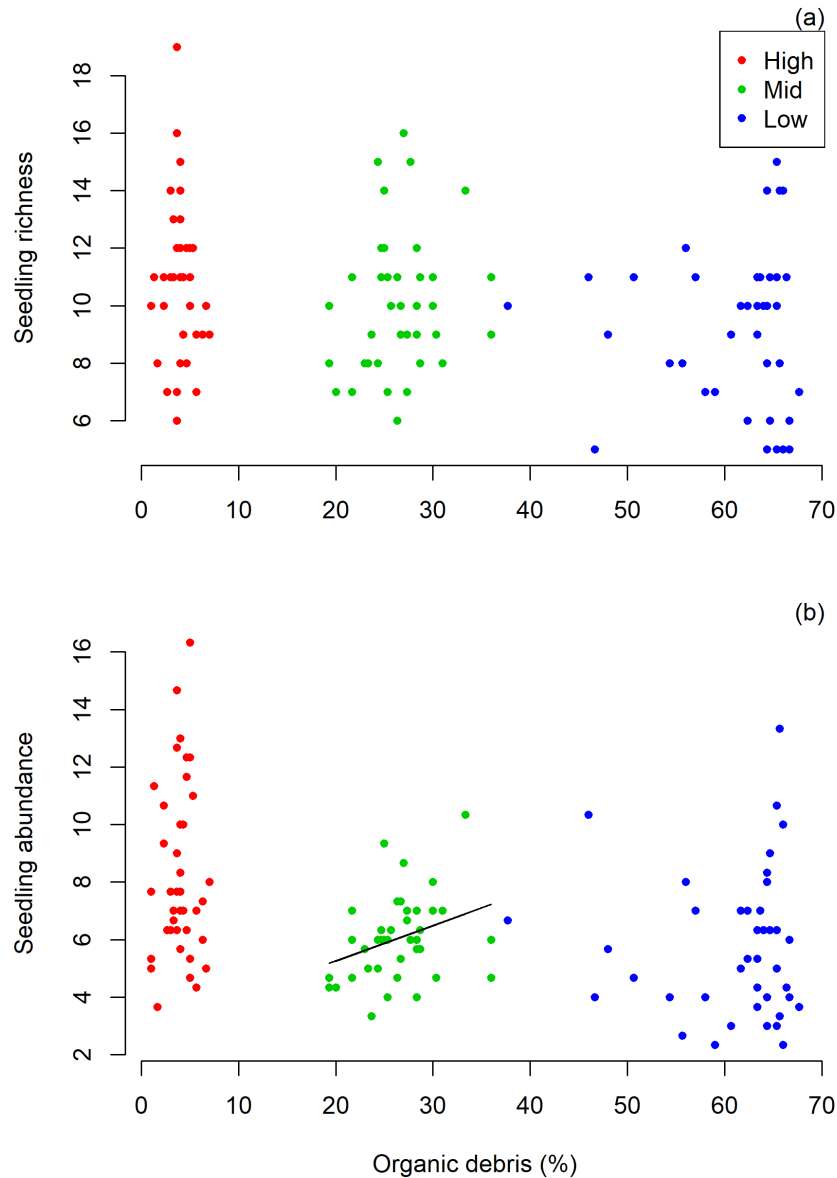 (a)
High
Mid
Low
Seedling richness
18
16
14
12
10
8
6
0 10 20 30 40 50 60 70
(b)
Seedling abundance
16
14
12
10
8
6
4
2
0 10 20 30 40 50 60 70
Organic debris (%)